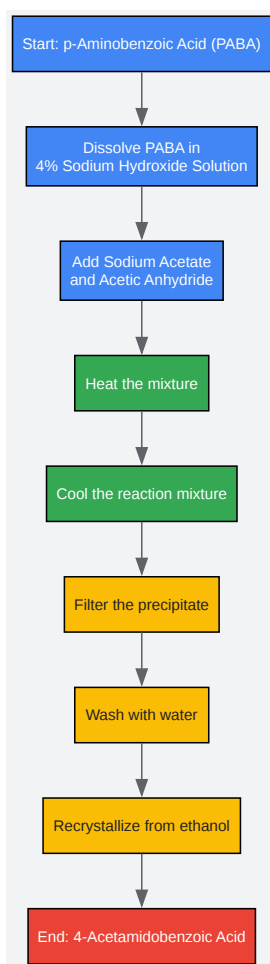 Start: p-Aminobenzoic Acid (PABA)
Dissolve PABA in
4% Sodium Hydroxide Solution
Add Sodium Acetate
and Acetic Anhydride
Heat the mixture
Cool the reaction mixture
Filter the precipitate
Wash with water
Recrystallize from ethanol
End: 4-Acetamidobenzoic Acid